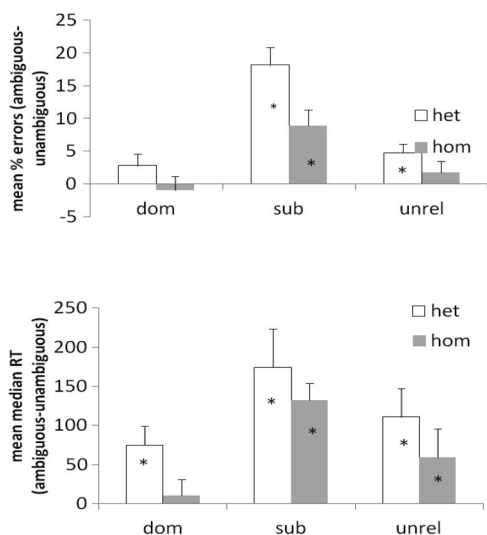 mean % errors (ambiguous-
unambiguous)
25
20
15
10
5
0
-5
*
*
*
het
hom
dom sub unrel
mean median RT
(ambiguous-unambiguous)
250
200
150
100
50
0
*
*
*
*
*
het
hom
dom sub unrel